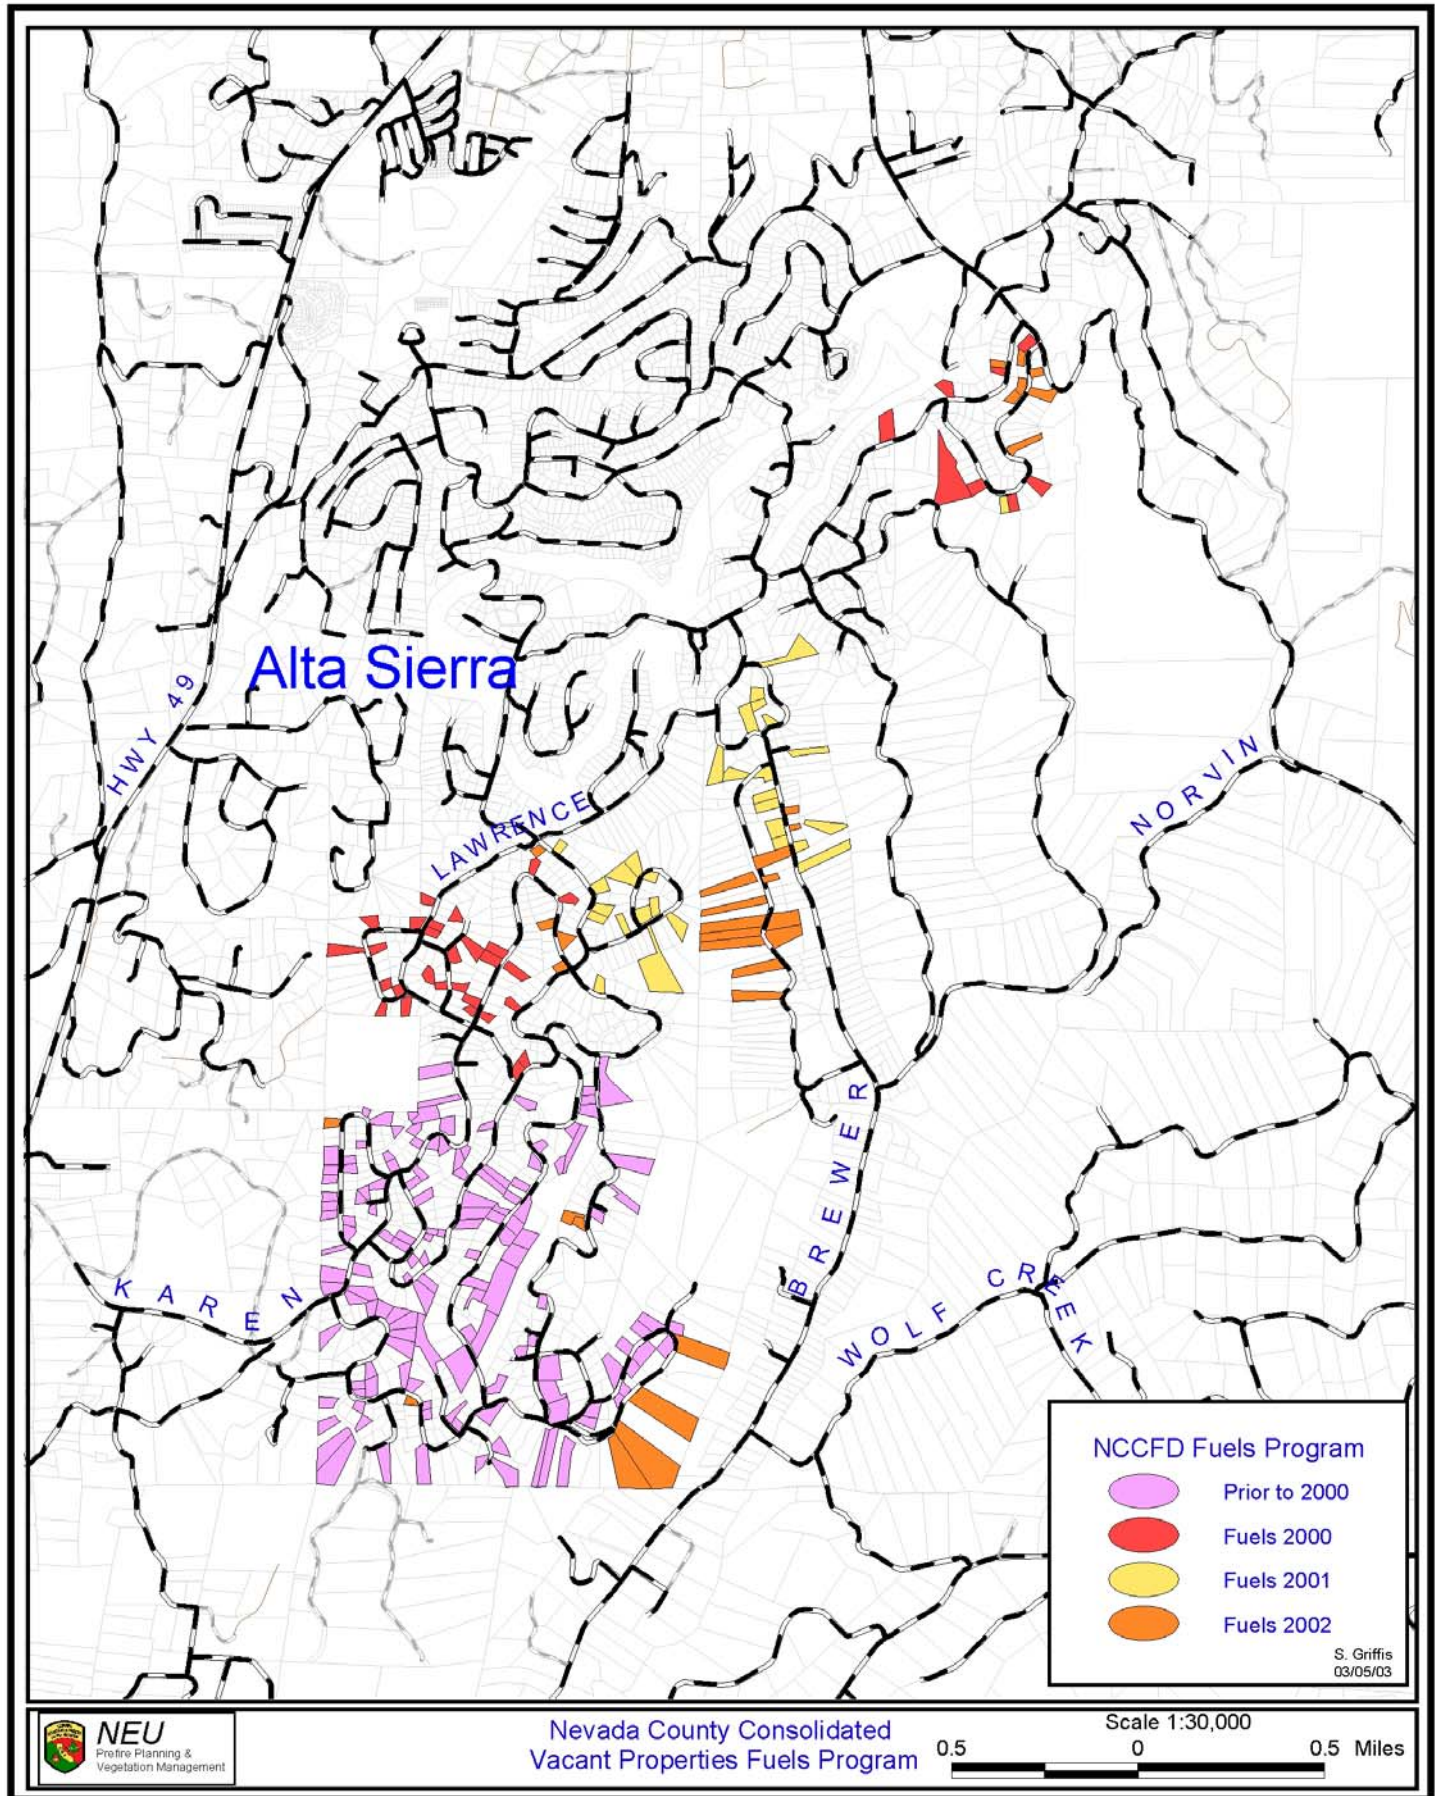 Alta Sierra
HWY 49
LAWRENCE
NORVIN
BREWER
KAREN
WOLF CREEK
NCCFD Fuels Program
Prior to 2000
Fuels 2000
Fuels 2001
Fuels 2002
S. Griffis
03/05/03
NEU
Prefire Planning &
Vegetation Management
Nevada County Consolidated
Vacant Properties Fuels Program
Scale 1:30,000
0.5 0 0.5 Miles